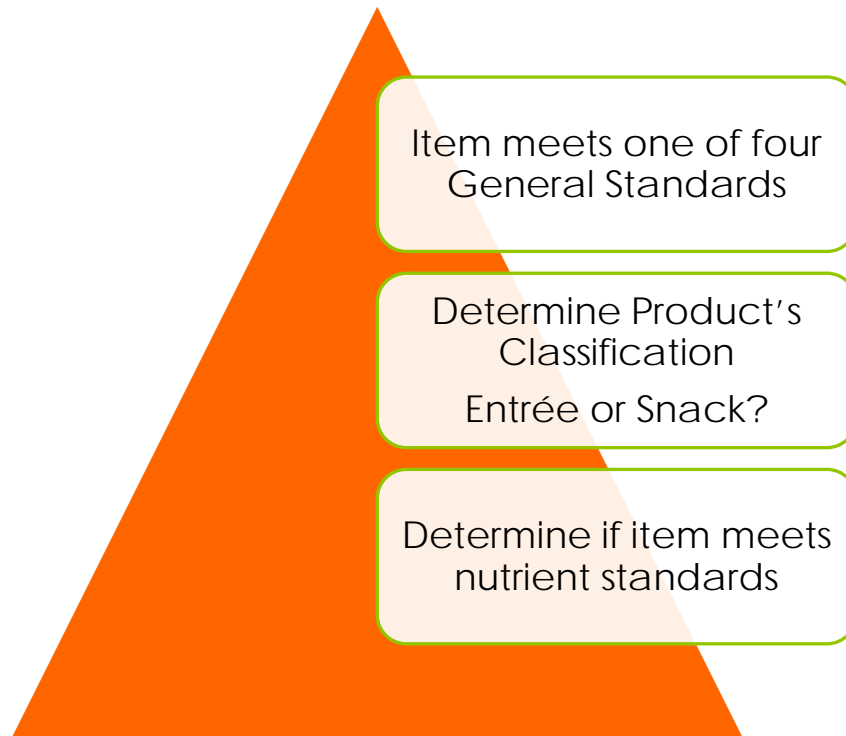 Item meets one of four
General Standards
Determine Product’s
Classification
Entrée or Snack?
Determine if item meets
nutrient standards